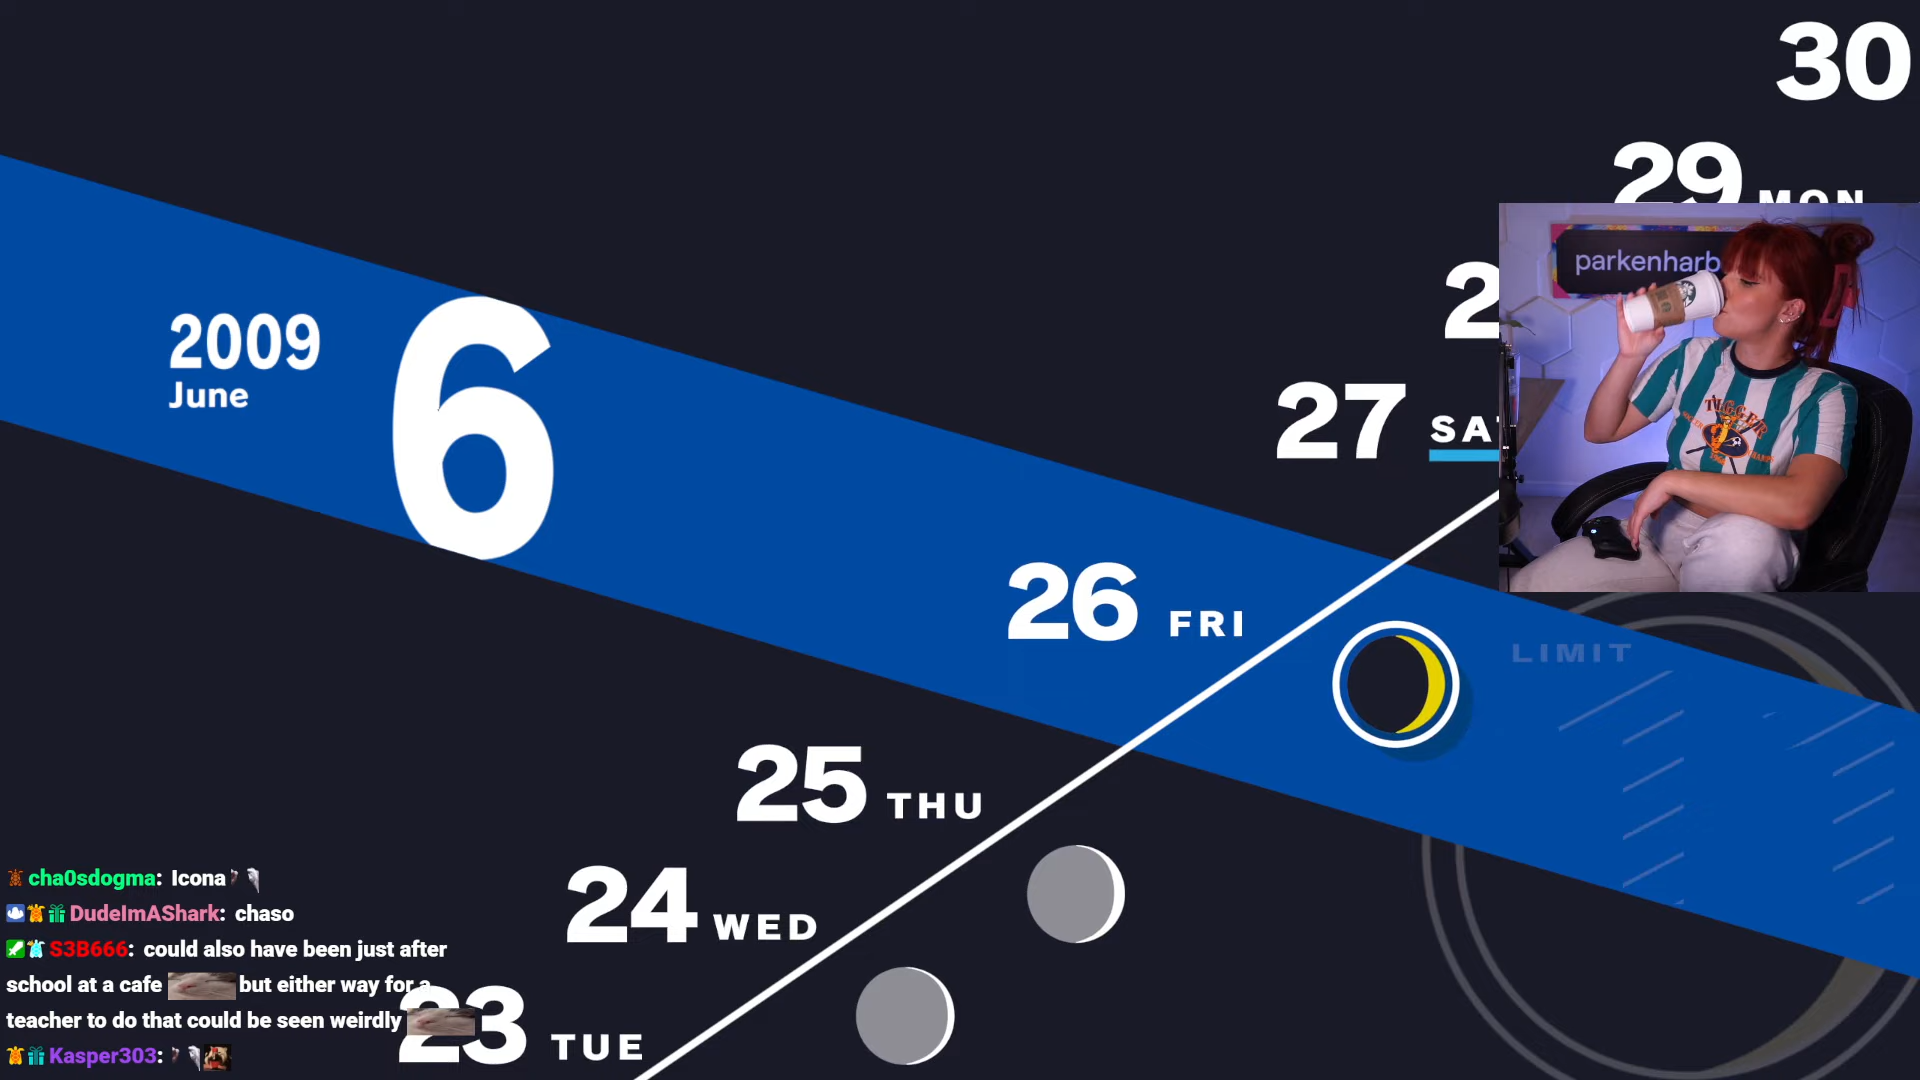 30
29 MON
2
parkenharb
2009
June
6
27 SA
TIGGER
26 FRI
LIMIT
25 THU
24 WED
23 TUE
cha0sdogma: Icona
DudeImAShark: chaso
S3B666: could also have been just after
school at a cafe but either way for a
teacher to do that could be seen weirdly
Kasper303: